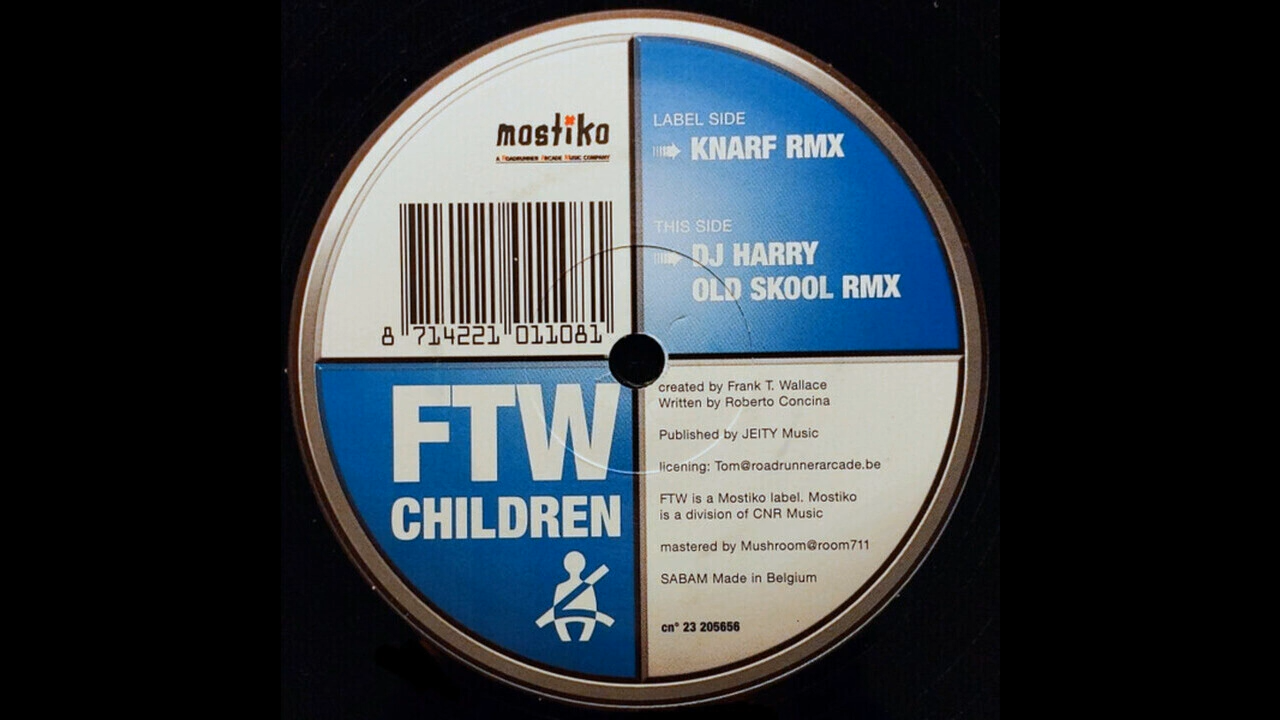 mostiko
A ROADRUNNER ARCADE MUSIC COMPANY
8 714221 011081
LABEL SIDE
KNARF RMX
THIS SIDE
DJ HARRY
OLD SKOOL RMX
FTW
CHILDREN
created by Frank T. Wallace
Written by Roberto Concina
Published by JEITY Music
licening: Tom@roadrunnerarcade.be
FTW is a Mostiko label. Mostiko
is a division of CNR Music
mastered by Mushroom@room711
SABAM Made in Belgium
cn° 23 205656